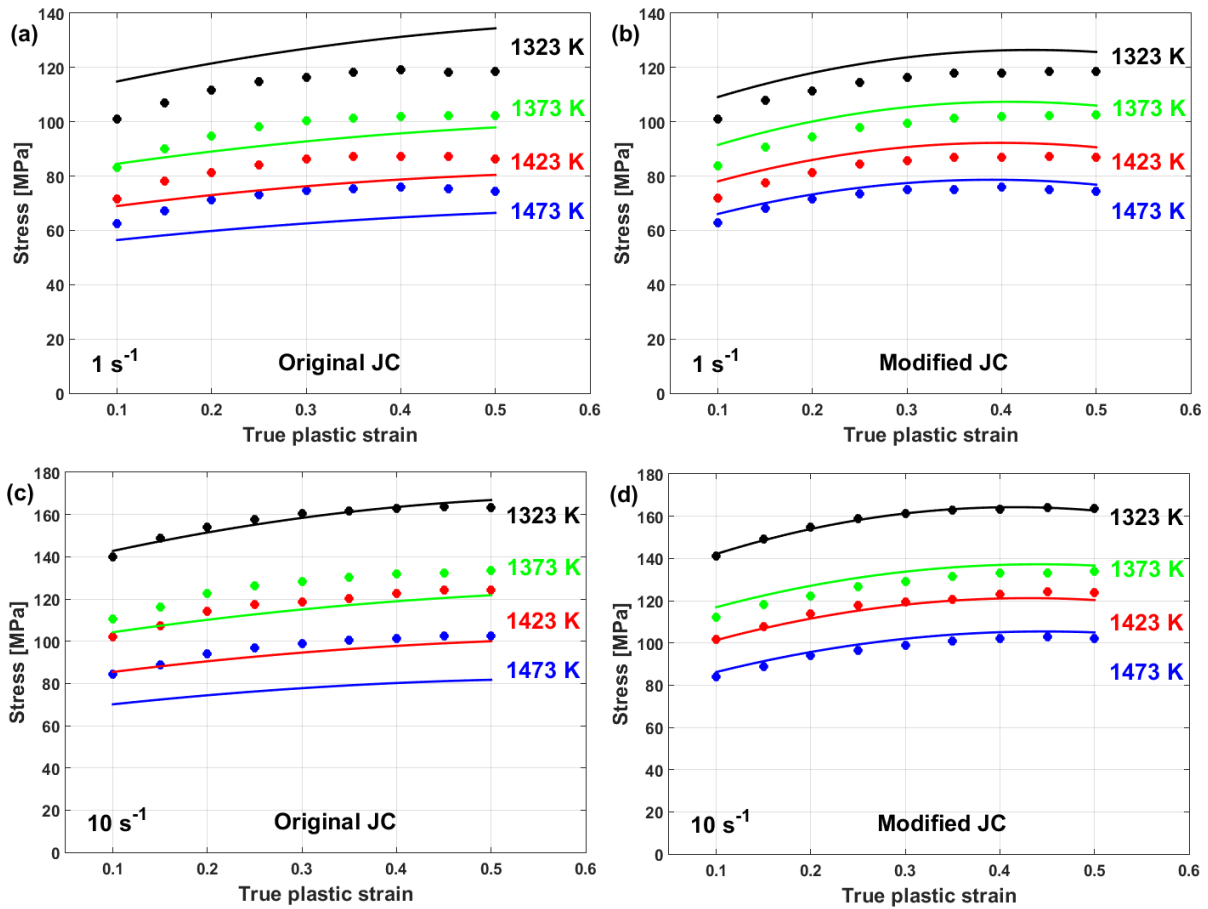 (a)
140
120
100
80
60
40
20
0
Stress [MPa]
1323 K
1373 K
1423 K
1473 K
1 s-1
Original JC
0.1 0.2 0.3 0.4 0.5 0.6
True plastic strain
(b)
140
120
100
80
60
40
20
0
Stress [MPa]
1323 K
1373 K
1423 K
1473 K
1 s-1
Modified JC
0.1 0.2 0.3 0.4 0.5 0.6
True plastic strain
(c)
180
160
140
120
100
80
60
40
20
0
Stress [MPa]
1323 K
1373 K
1423 K
1473 K
10 s-1
Original JC
0.1 0.2 0.3 0.4 0.5 0.6
True plastic strain
(d)
180
160
140
120
100
80
60
40
20
0
Stress [MPa]
1323 K
1373 K
1423 K
1473 K
10 s-1
Modified JC
0.1 0.2 0.3 0.4 0.5 0.6
True plastic strain